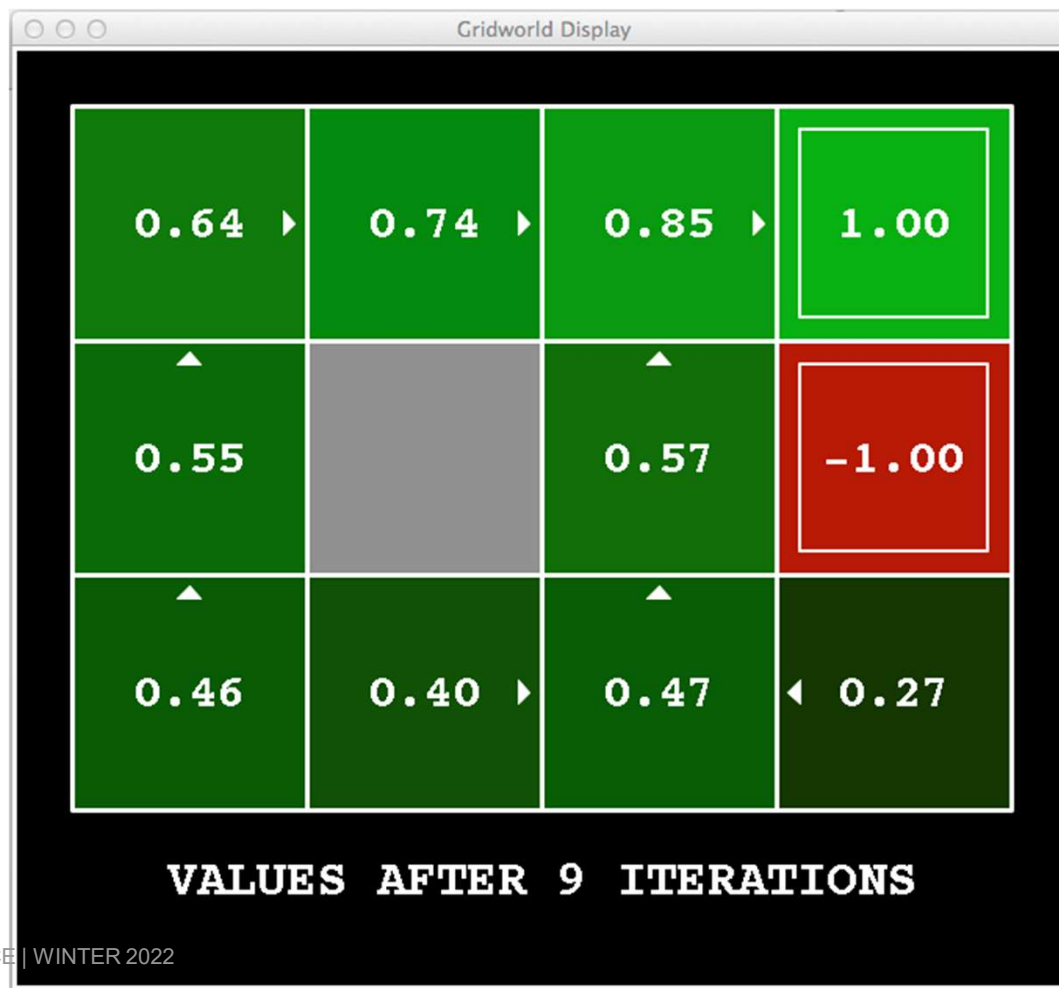 Gridworld Display
0.64 0.74 0.85 1.00
0.55 0.57 -1.00
0.46 0.40 0.47 0.27
VALUES AFTER 9 ITERATIONS
| WINTER 2022